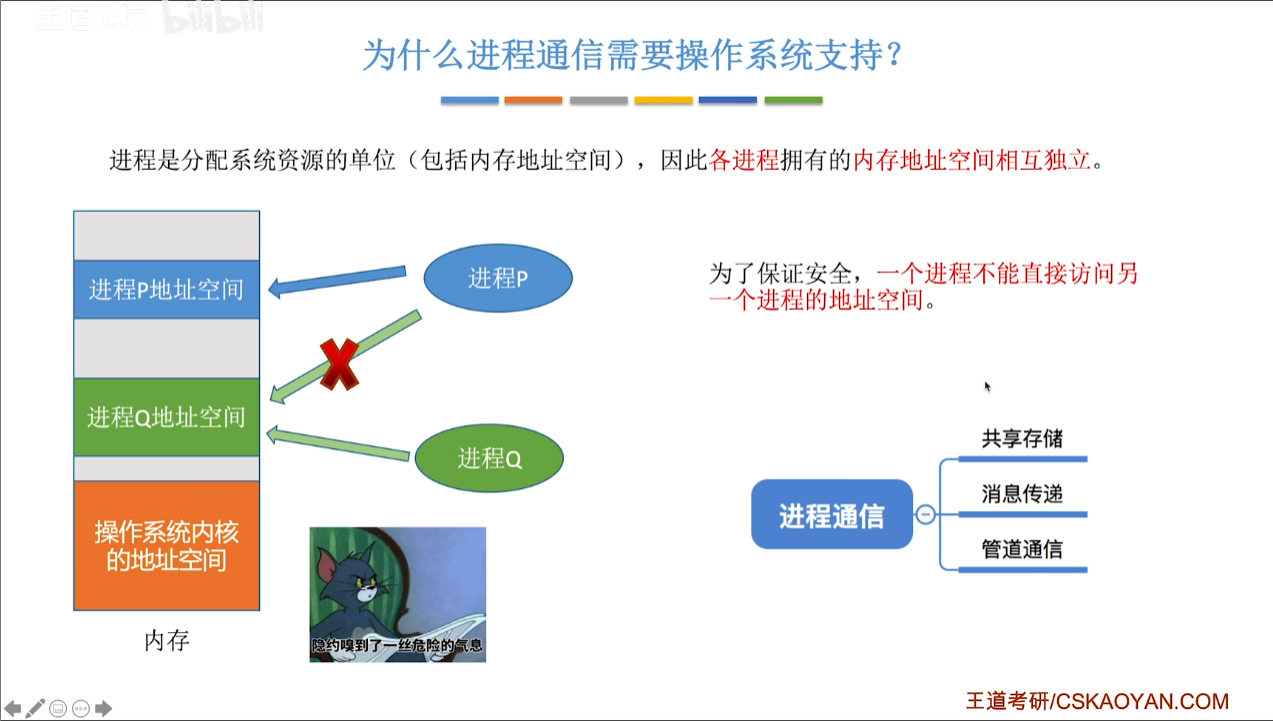 王道论坛 bilibili
为什么进程通信需要操作系统支持？
进程是分配系统资源的单位（包括内存地址空间），因此各进程拥有的内存地址空间相互独立。
进程P地址空间
进程Q地址空间
操作系统内核
的地址空间
内存
进程P
进程Q
隐约嗅到了一丝危险的气息
为了保证安全，一个进程不能直接访问另
一个进程的地址空间。
进程通信
共享存储
消息传递
管道通信
王道考研/CSKAOYAN.COM